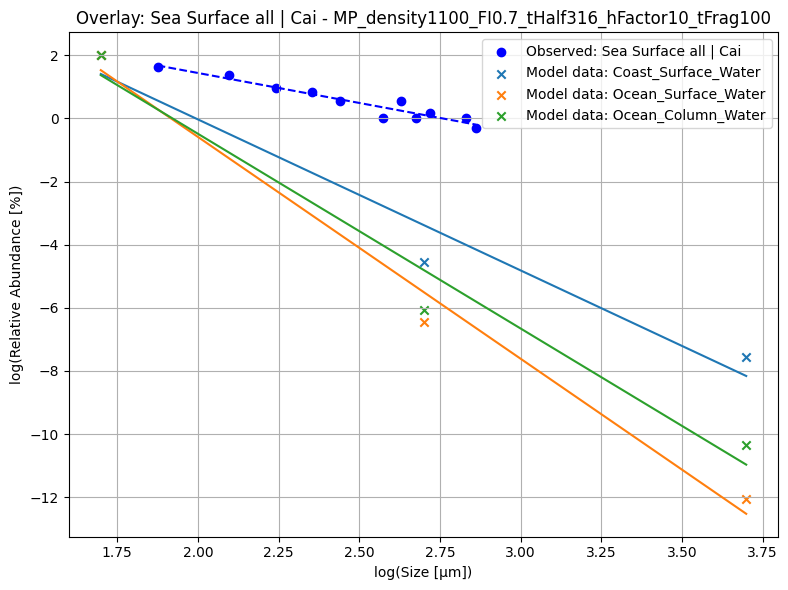 Overlay: Sea Surface all | Cai - MP_density1100_FI0.7_tHalf316_hFactor10_tFrag100
Observed: Sea Surface all | Cai
Model data: Coast_Surface_Water
Model data: Ocean_Surface_Water
Model data: Ocean_Column_Water
log(Relative Abundance [%])
2
0
−2
−4
−6
−8
−10
−12
1.75
2.00
2.25
2.50
2.75
3.00
3.25
3.50
3.75
log(Size [μm])